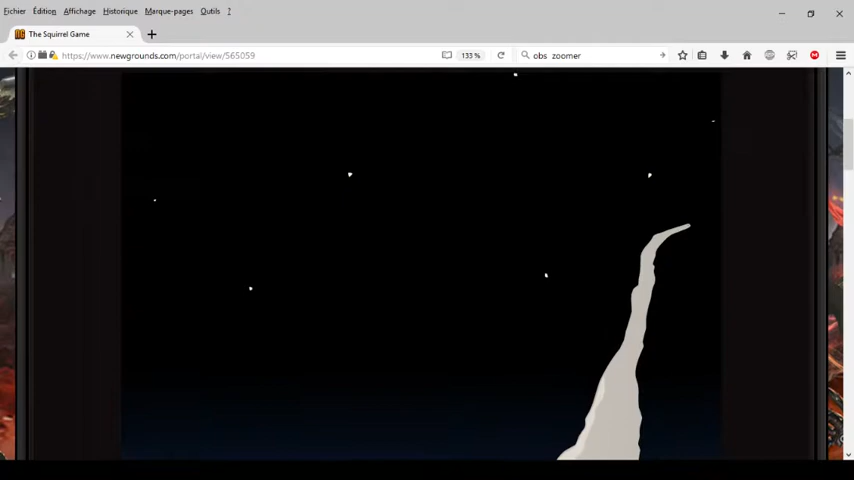 Fichier Édition Affichage Historique Marque-pages Outils ?
The Squirrel Game
https://www.newgrounds.com/portal/view/565059 133 % obs zoomer